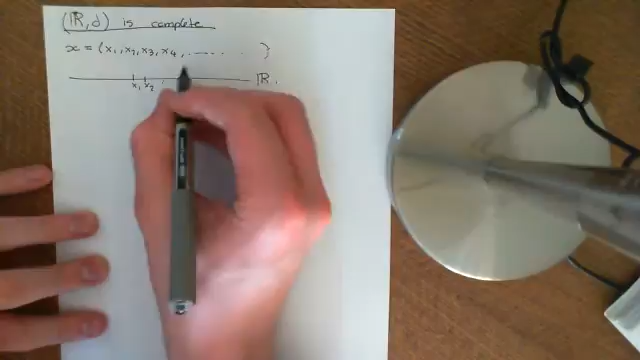 (ℝ,d) is complete
x = (x₁, x₂, x₃, x₄, ........ )
x₁ x₂ ℝ.